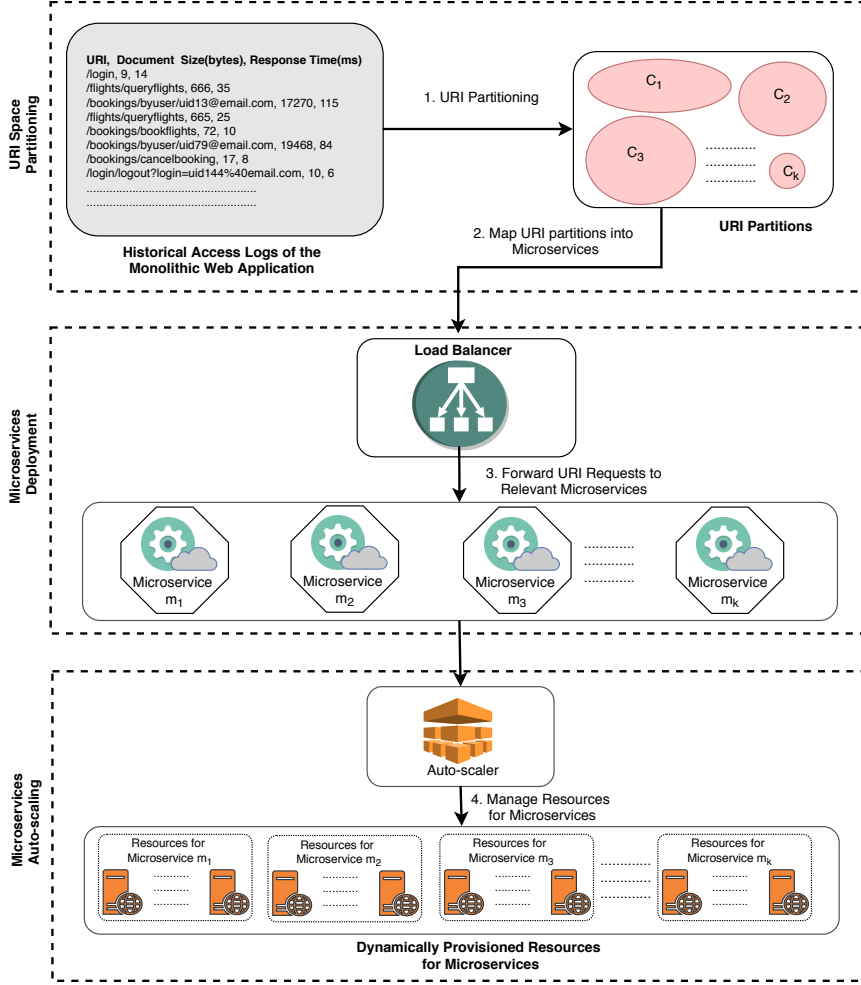 URI Space
Partitioning
URI, Document Size(bytes), Response Time(ms)
/login, 9, 14
/flights/queryflights, 666, 35
/bookings/byuser/uid13@email.com, 17270, 115
/flights/queryflights, 665, 25
/bookings/bookflights, 72, 10
/bookings/byuser/uid79@email.com, 19468, 84
/bookings/cancelbooking, 17, 8
/login/logout?login=uid144%40email.com, 10, 6
.....................................................
.....................................................
Historical Access Logs of the
Monolithic Web Application
1. URI Partitioning
C1
C2
C3
Ck
URI Partitions
2. Map URI partitions into
Microservices
Microservices
Deployment
Load Balancer
3. Forward URI Requests to
Relevant Microservices
Microservice
m1
Microservice
m2
Microservice
m3
Microservice
mk
Microservices
Auto-scaling
Auto-scaler
4. Manage Resources
for Microservices
Resources for
Microservice m1
Resources for
Microservice m2
Resources for
Microservice m3
Resources for
Microservice mk
Dynamically Provisioned Resources
for Microservices